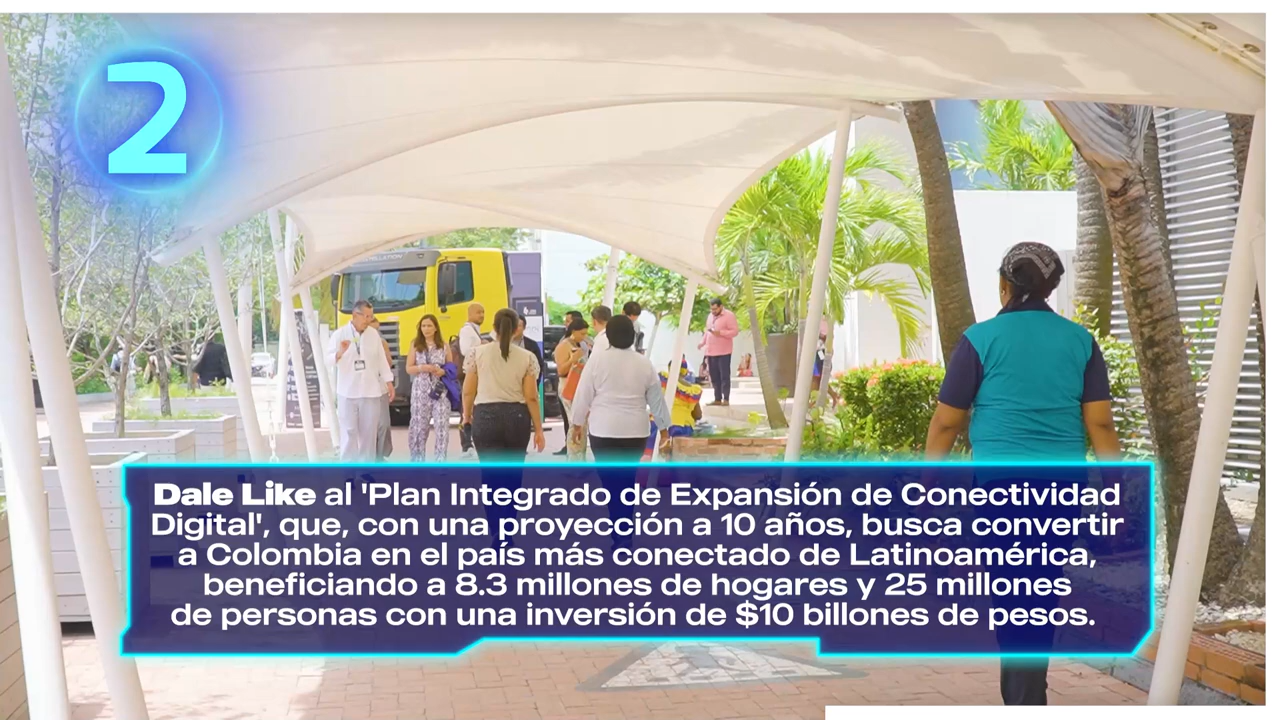 2
Dale Like al 'Plan Integrado de Expansión de Conectividad
Digital', que, con una proyección a 10 años, busca convertir
a Colombia en el país más conectado de Latinoamérica,
beneficiando a 8.3 millones de hogares y 25 millones
de personas con una inversión de $10 billones de pesos.